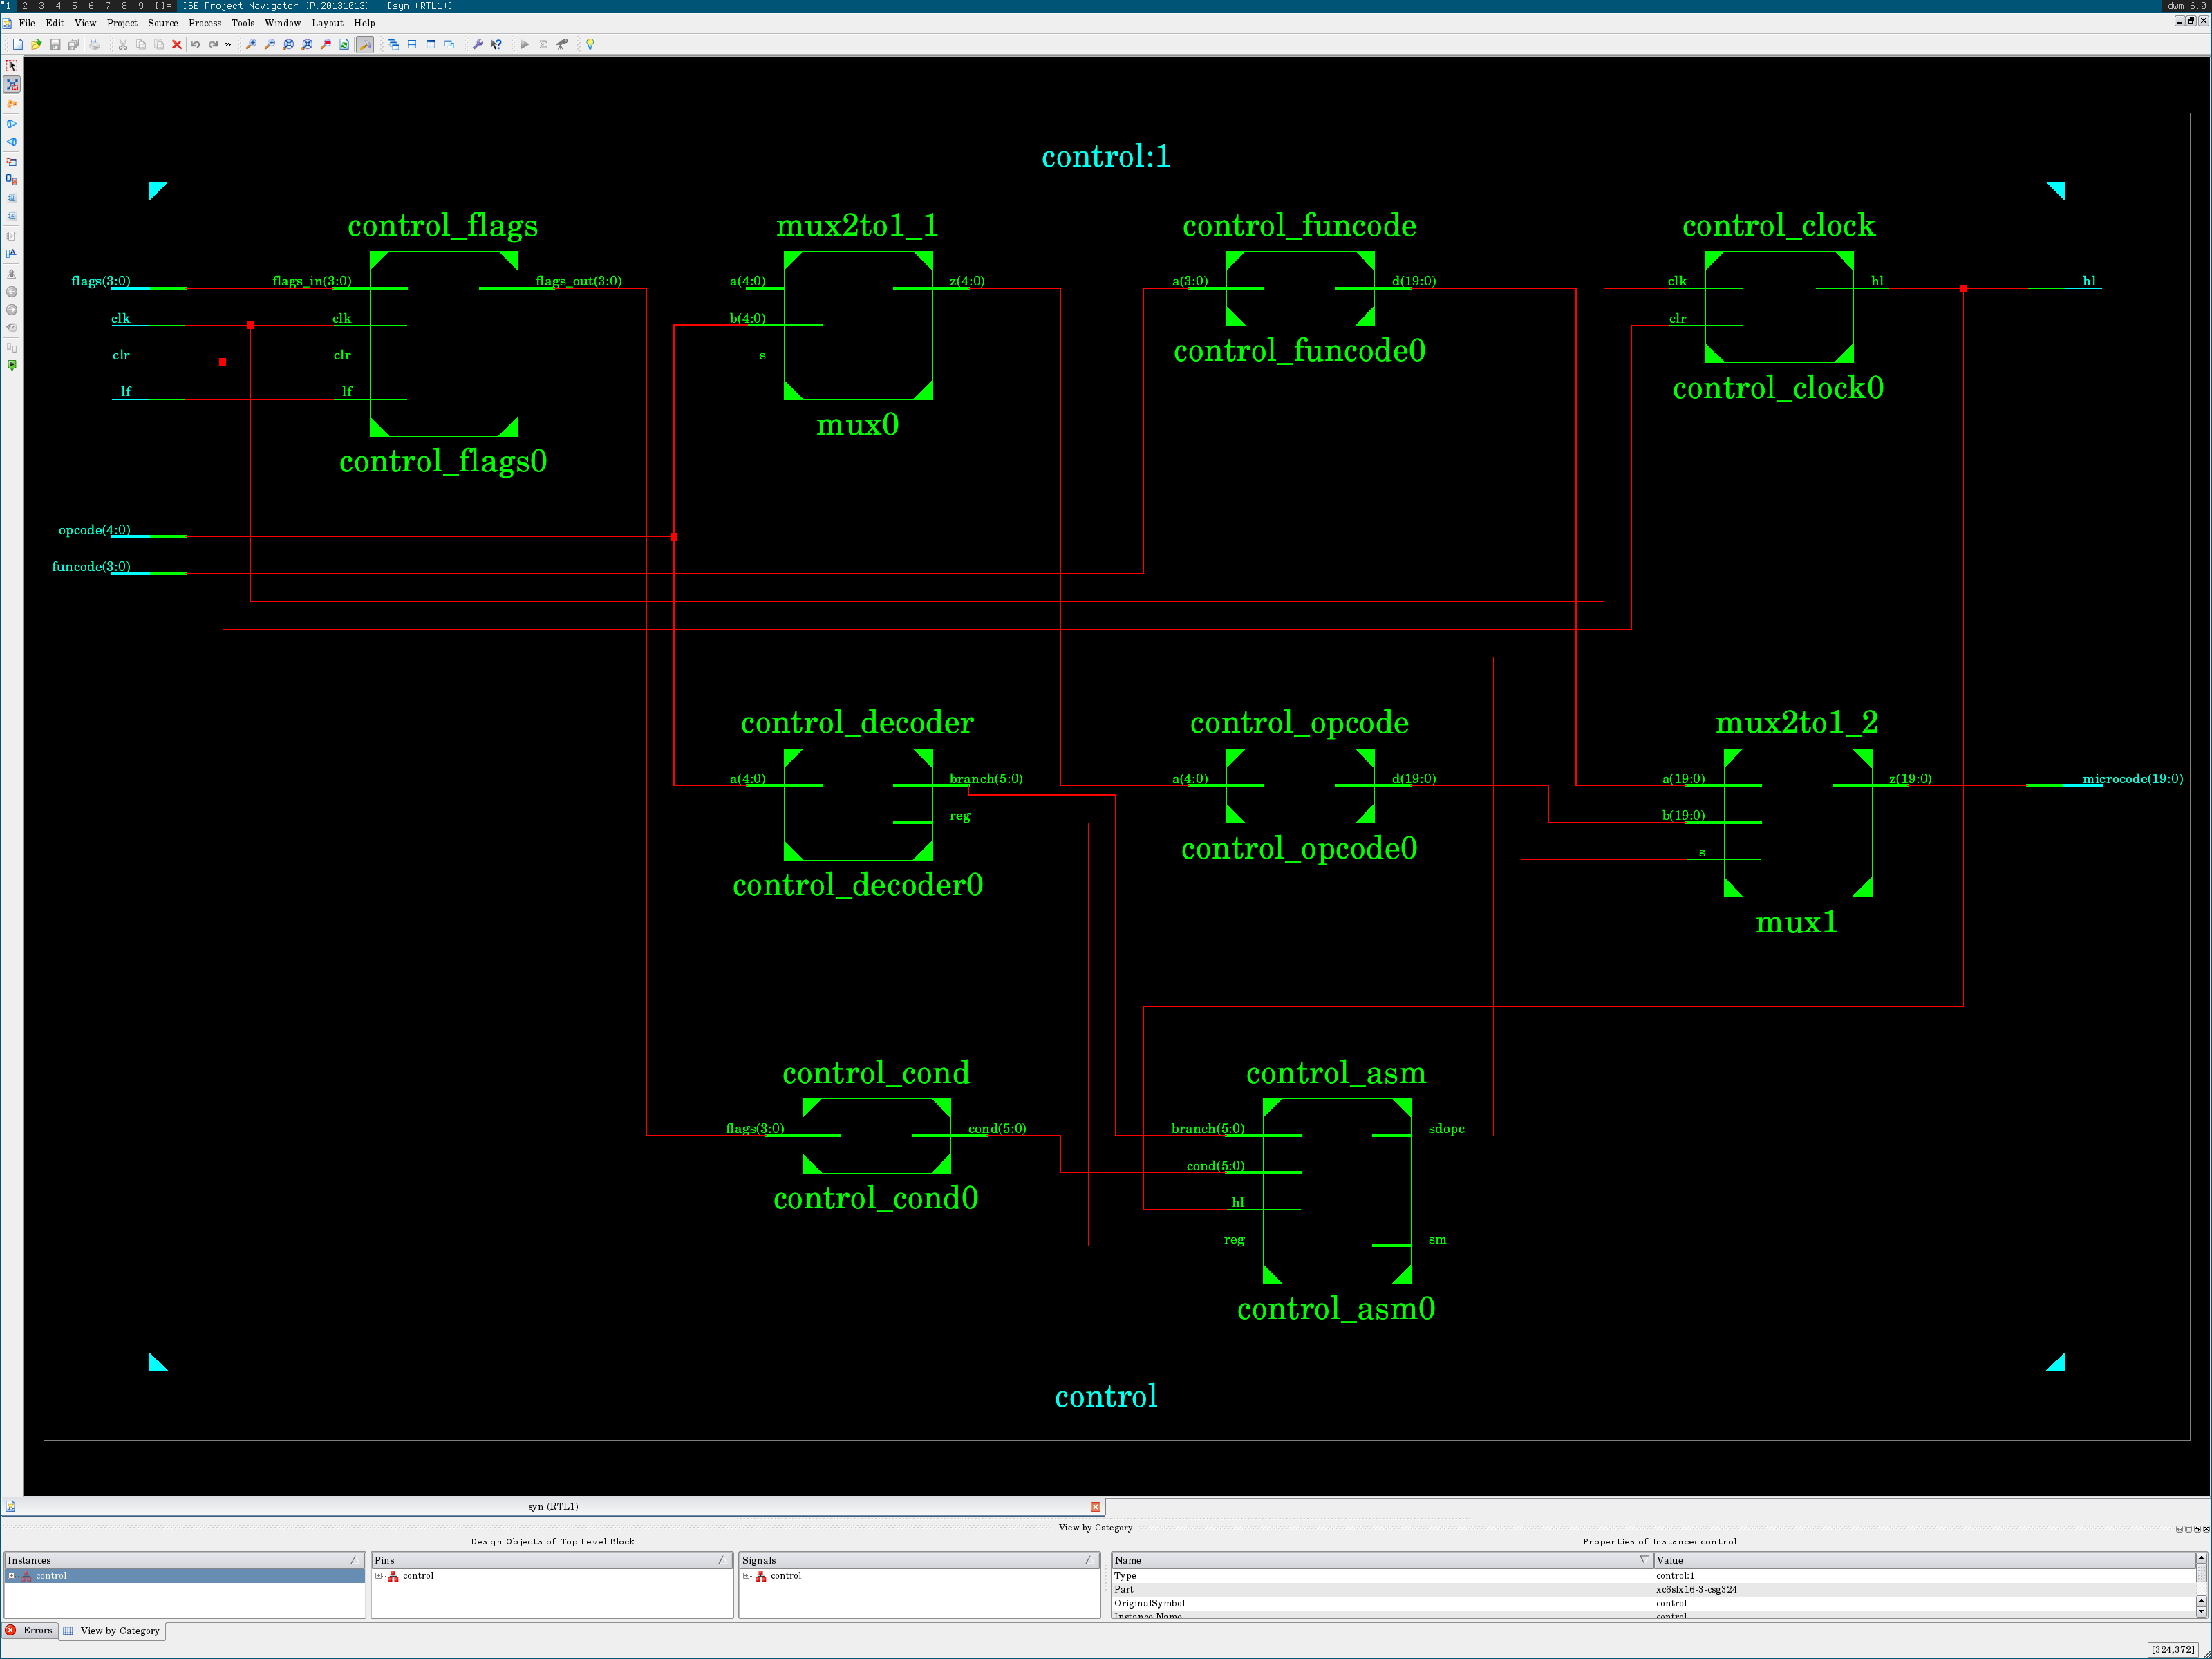 1 2 3 4 5 6 7 8 9 []= ISE Project Navigator (P.20131013) - [syn (RTL1)] dwm-6.0
File Edit View Project Source Process Tools Window Layout Help
control:1
control_flags mux2to1_1 control_funcode control_clock
flags(3:0) flags_in(3:0) flags_out(3:0) a(4:0) z(4:0) a(3:0) d(19:0) clk hl hl
clk clk b(4:0) clr
clr clr s control_funcode0
lf lf control_clock0
mux0
control_flags0
opcode(4:0)
funcode(3:0)
control_decoder control_opcode mux2to1_2
a(4:0) branch(5:0) a(4:0) d(19:0) a(19:0) z(19:0) microcode(19:0)
reg b(19:0)
control_opcode0 s
control_decoder0
mux1
control_cond control_asm
flags(3:0) cond(5:0) branch(5:0) sdopc
cond(5:0)
control_cond0 hl
reg sm
control_asm0
control
syn (RTL1)
View by Category
Design Objects of Top Level Block Properties of Instance: control
Instances Pins Signals Name Value
control control control Type control:1
Part xc6slx16-3-csg324
OriginalSymbol control
Instance Name control
Errors View by Category
[324,372]